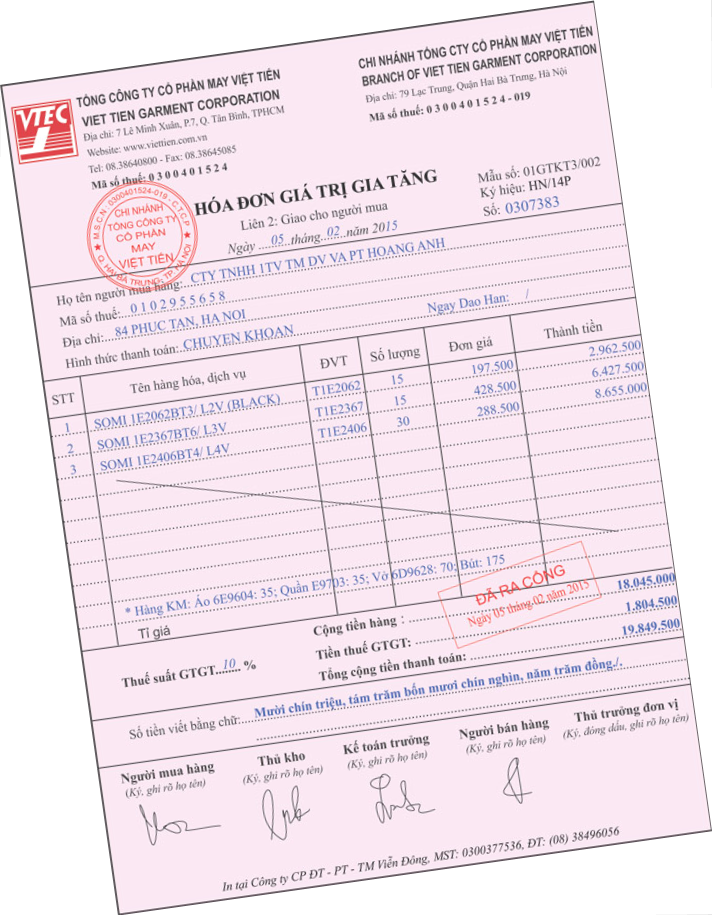 VTEC
TỔNG CÔNG TY CỔ PHẦN MAY VIỆT TIẾN
VIET TIEN GARMENT CORPORATION
Địa chỉ: 7 Lê Minh Xuân, P.7, Q. Tân Bình, TPHCM
Website: www.viettien.com.vn
Tel: 08.38640800 - Fax: 08.38645085
Mã số thuế: 0 3 0 0 4 0 1 5 2 4
CHI NHÁNH TỔNG CTY CỔ PHẦN MAY VIỆT TIẾN
BRANCH OF VIET TIEN GARMENT CORPORATION
Địa chỉ: 79 Lạc Trung, Quận Hai Bà Trưng, Hà Nội
Mã số thuế: 0 3 0 0 4 0 1 5 2 4 - 019
M.S.C.N: 0300401524-019 - C.T.C.P
CHI NHÁNH
TỔNG CÔNG TY
CỔ PHẦN
MAY
VIỆT TIẾN
Q. HAI BÀ TRƯNG, TP. HÀ NỘI
HÓA ĐƠN GIÁ TRỊ GIA TĂNG
Liên 2: Giao cho người mua
Ngày 05 tháng 02 năm 2015
Mẫu số: 01GTKT3/002
Ký hiệu: HN/14P
Số: 0307383
Họ tên người mua hàng: CTY TNHH 1TV TM DV VA PT HOANG ANH
Mã số thuế: 0 1 0 2 9 5 5 6 5 8
Địa chỉ: 84 PHUC TAN, HA NOI
Hình thức thanh toán: CHUYEN KHOAN Ngay Dao Han: /
STT Tên hàng hóa, dịch vụ ĐVT Số lượng Đơn giá Thành tiền
1 SOMI 1E2062BT3/ L2V (BLACK) T1E2062 15 197.500 2.962.500
2 SOMI 1E2367BT6/ L3V T1E2367 15 428.500 6.427.500
3 SOMI 1E2406BT4/ L4V T1E2406 30 288.500 8.655.000
* Hàng KM: Áo 6E9604: 35; Quần E9703: 35; Vớ 6D9628: 70; Bút: 175
ĐÃ RA CỔNG
Ngày 05 tháng 02 năm 2015
Tỉ giá
Cộng tiền hàng : 18.045.000
Tiền thuế GTGT: 1.804.500
Thuế suất GTGT 10 %
Tổng cộng tiền thanh toán: 19.849.500
Số tiền viết bằng chữ: Mười chín triệu, tám trăm bốn mươi chín nghìn, năm trăm đồng./.
Người mua hàng Thủ kho Kế toán trưởng Người bán hàng Thủ trưởng đơn vị
(Ký, ghi rõ họ tên) (Ký, ghi rõ họ tên) (Ký, ghi rõ họ tên) (Ký, ghi rõ họ tên) (Ký, đóng dấu, ghi rõ họ tên)
In tại Công ty CP ĐT - PT - TM Viễn Đông, MST: 0300377536, ĐT: (08) 38496056